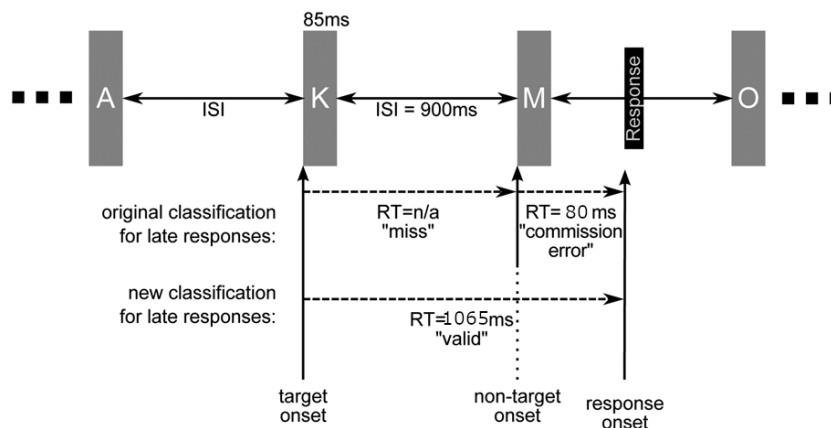 85ms
A
K
M
O
ISI
ISI = 900ms
Response
original classification
for late responses:
RT=n/a
"miss"
RT= 80 ms
"commission
error"
new classification
for late responses:
RT=1065ms
"valid"
target
onset
non-target
onset
response
onset